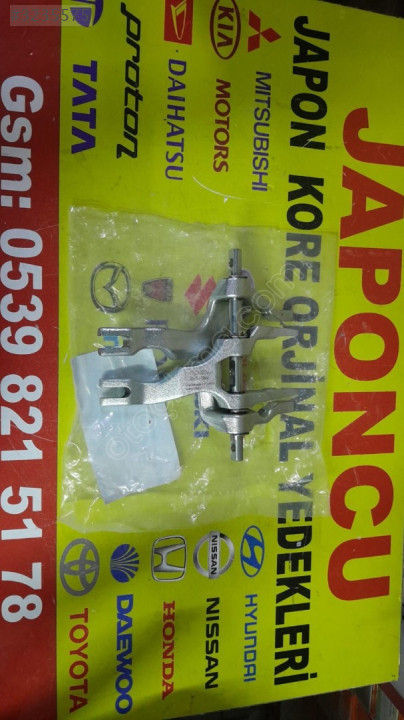 JAPONCU
JAPON KORE ORJİNAL YEDEKLERİ
MITSUBISHI
HYUNDAI
KIA MOTORS
NISSAN
NISSAN
DAIHATSU
HONDA
proton
DAEWOO
TATA
TOYOTA
Gsm: 0539 821 51 78